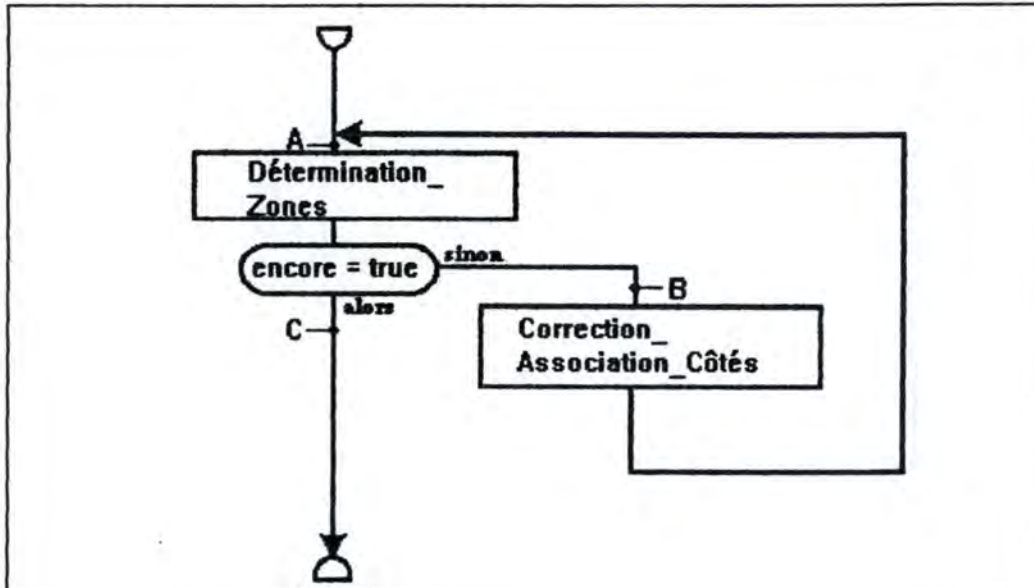 A
Détermination_
Zones
encore = true
sinon
alors
B
C
Correction_
Association_Côtés